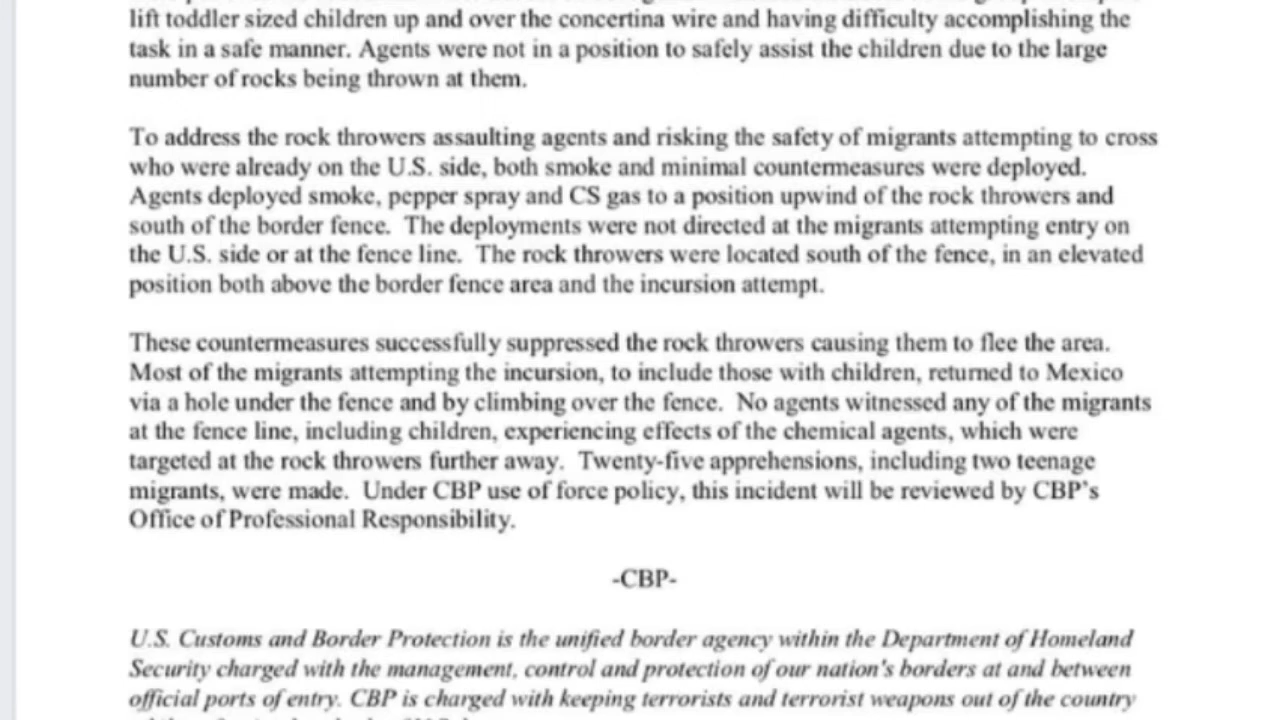 lift toddler sized children up and over the concertina wire and having difficulty accomplishing the
task in a safe manner. Agents were not in a position to safely assist the children due to the large
number of rocks being thrown at them.
To address the rock throwers assaulting agents and risking the safety of migrants attempting to cross
who were already on the U.S. side, both smoke and minimal countermeasures were deployed.
Agents deployed smoke, pepper spray and CS gas to a position upwind of the rock throwers and
south of the border fence. The deployments were not directed at the migrants attempting entry on
the U.S. side or at the fence line. The rock throwers were located south of the fence, in an elevated
position both above the border fence area and the incursion attempt.
These countermeasures successfully suppressed the rock throwers causing them to flee the area.
Most of the migrants attempting the incursion, to include those with children, returned to Mexico
via a hole under the fence and by climbing over the fence. No agents witnessed any of the migrants
at the fence line, including children, experiencing effects of the chemical agents, which were
targeted at the rock throwers further away. Twenty-five apprehensions, including two teenage
migrants, were made. Under CBP use of force policy, this incident will be reviewed by CBP's
Office of Professional Responsibility.
-CBP-
U.S. Customs and Border Protection is the unified border agency within the Department of Homeland
Security charged with the management, control and protection of our nation's borders at and between
official ports of entry. CBP is charged with keeping terrorists and terrorist weapons out of the country